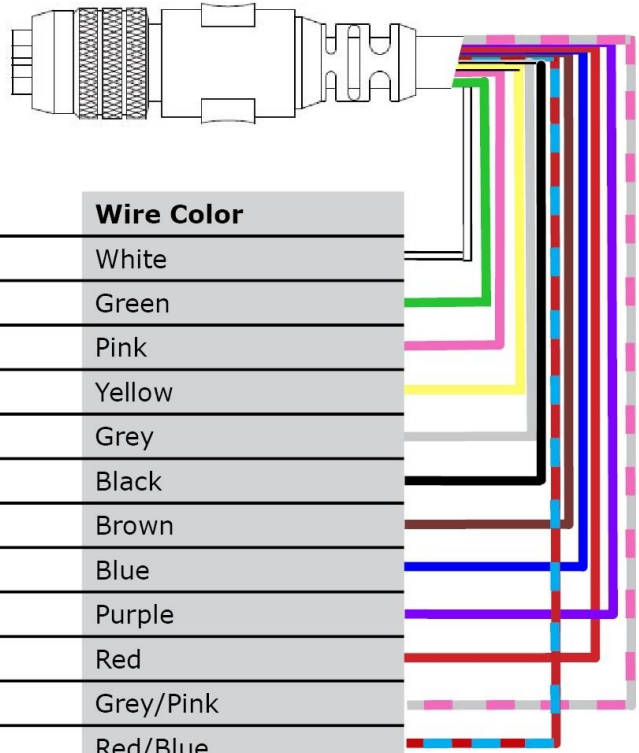 Wire Color
White
Green
Pink
Yellow
Grey
Black
Brown
Blue
Purple
Red
Grey/Pink
Red/Blue